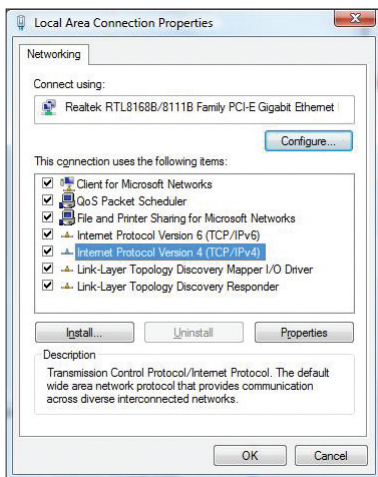 Local Area Connection Properties
Networking
Connect using:
Realtek RTL8168B/8111B Family PCI-E Gigabit Ethernet
Configure...
This connection uses the following items:
Client for Microsoft Networks
QoS Packet Scheduler
File and Printer Sharing for Microsoft Networks
Internet Protocol Version 6 (TCP/IPv6)
Internet Protocol Version 4 (TCP/IPv4)
Link-Layer Topology Discovery Mapper I/O Driver
Link-Layer Topology Discovery Responder
Install... Uninstall Properties
Description
Transmission Control Protocol/Internet Protocol. The default
wide area network protocol that provides communication
across diverse interconnected networks.
OK Cancel